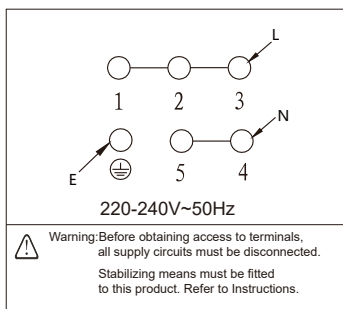 L
1 2 3
N
E 5 4
220-240V~50Hz
Warning:Before obtaining access to terminals,
all supply circuits must be disconnected.
Stabilizing means must be fitted
to this product. Refer to Instructions.